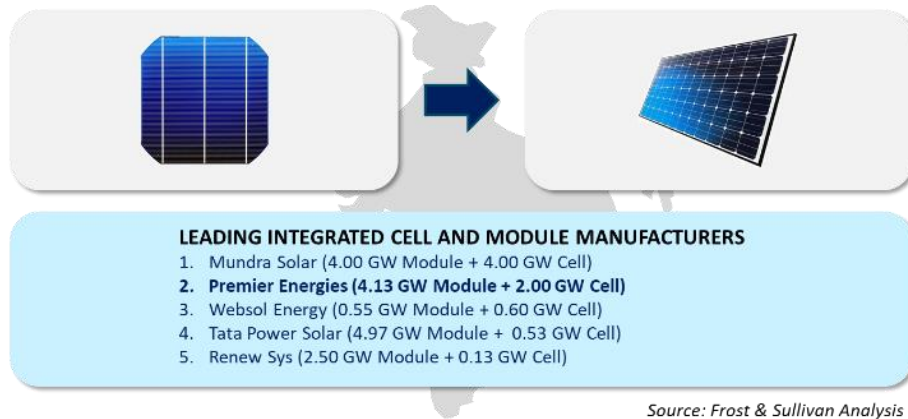 LEADING INTEGRATED CELL AND MODULE MANUFACTURERS
1. Mundra Solar (4.00 GW Module + 4.00 GW Cell)
2. Premier Energies (4.13 GW Module + 2.00 GW Cell)
3. Websol Energy (0.55 GW Module + 0.60 GW Cell)
4. Tata Power Solar (4.97 GW Module + 0.53 GW Cell)
5. Renew Sys (2.50 GW Module + 0.13 GW Cell)
Source: Frost & Sullivan Analysis